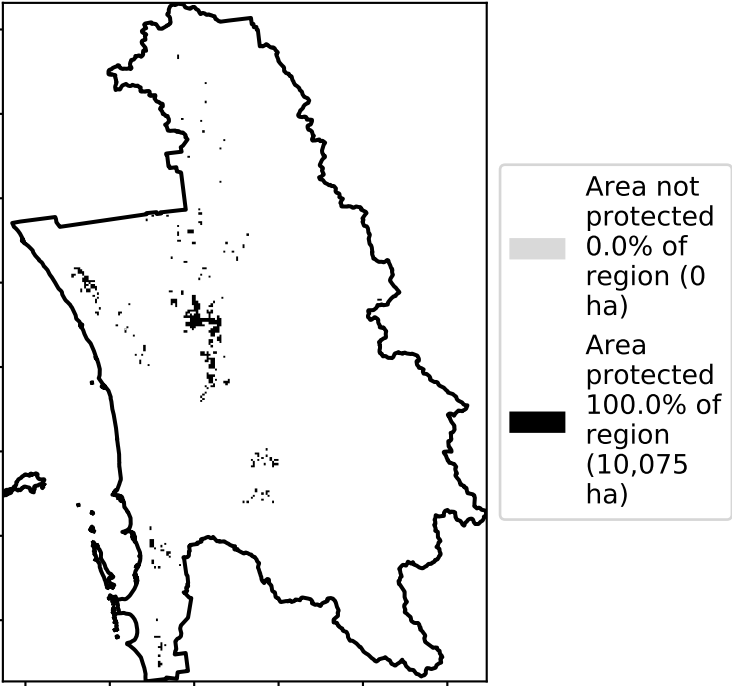 Area not
protected
0.0% of
region (0
ha)
Area
protected
100.0% of
region
(10,075
ha)